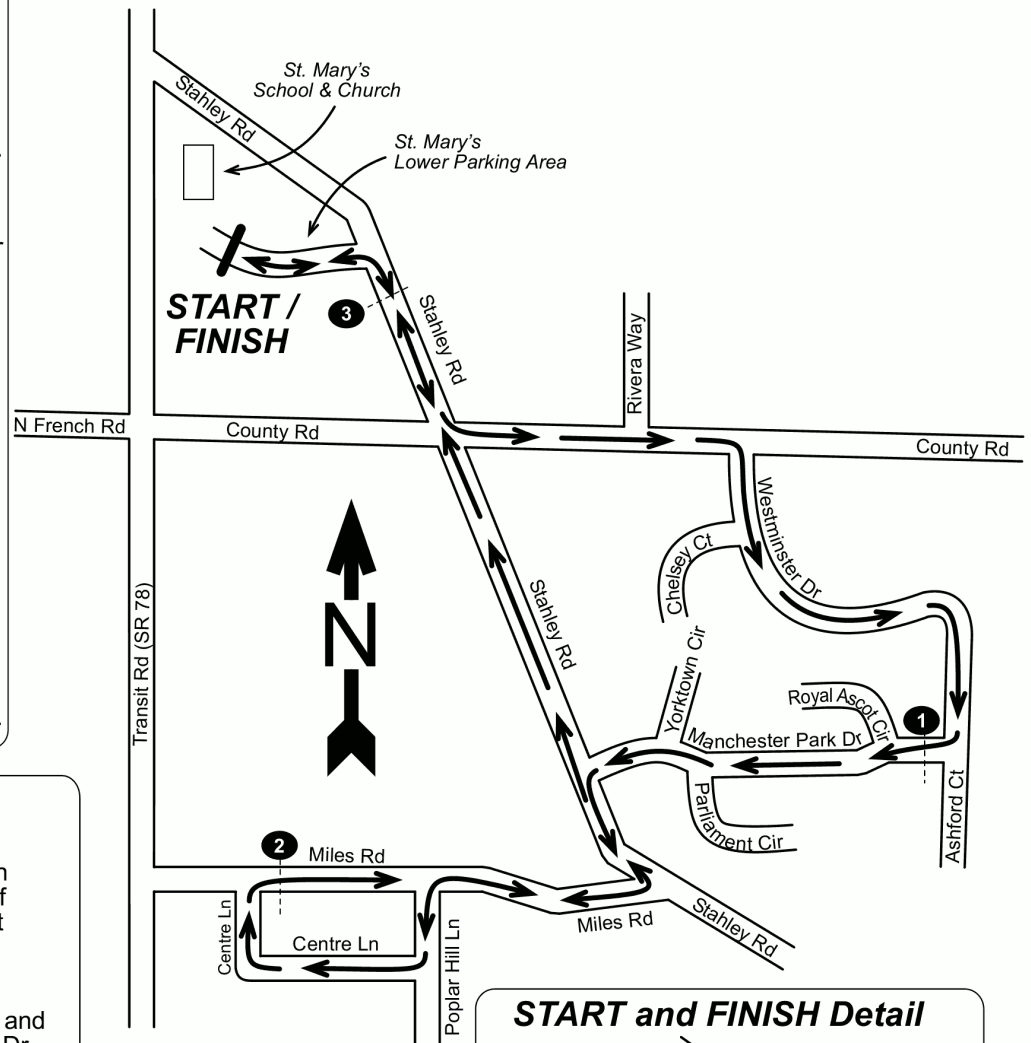 St. Mary's
School & Church
Stahley Rd
St. Mary's
Lower Parking Area
START /
FINISH
3
Stahley Rd
Rivera Way
N French Rd
County Rd
County Rd
Westminster Dr
Chelsey Ct
N
Transit Rd (SR 78)
Stahley Rd
Yorktown Cir
Royal Ascot Cir
1
Manchester Park Dr
Parliament Cir
Ashford Ct
2
Miles Rd
Centre Ln
Centre Ln
Poplar Hill Ln
Miles Rd
Stahley Rd
and
START and FINISH Detail